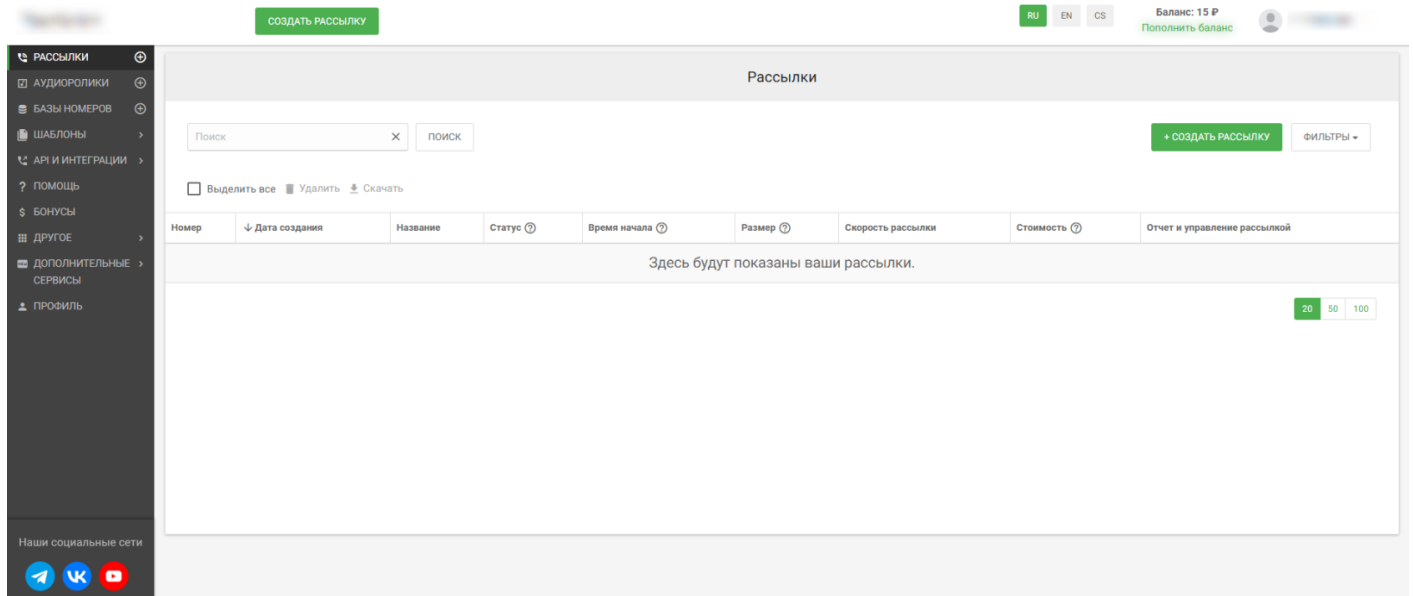 СОЗДАТЬ РАССЫЛКУ
RU EN CS
Баланс: 15 ₽
Пополнить баланс
РАССЫЛКИ
АУДИОРОЛИКИ
БАЗЫ НОМЕРОВ
ШАБЛОНЫ
API И ИНТЕГРАЦИИ
ПОМОЩЬ
БОНУСЫ
ДРУГОЕ
ДОПОЛНИТЕЛЬНЫЕ
СЕРВИСЫ
ПРОФИЛЬ
Наши социальные сети
Рассылки
Поиск ПОИСК + СОЗДАТЬ РАССЫЛКУ ФИЛЬТРЫ
Выделить все Удалить Скачать
Номер Дата создания Название Статус Время начала Размер Скорость рассылки Стоимость Отчет и управление рассылкой
Здесь будут показаны ваши рассылки.
20 50 100